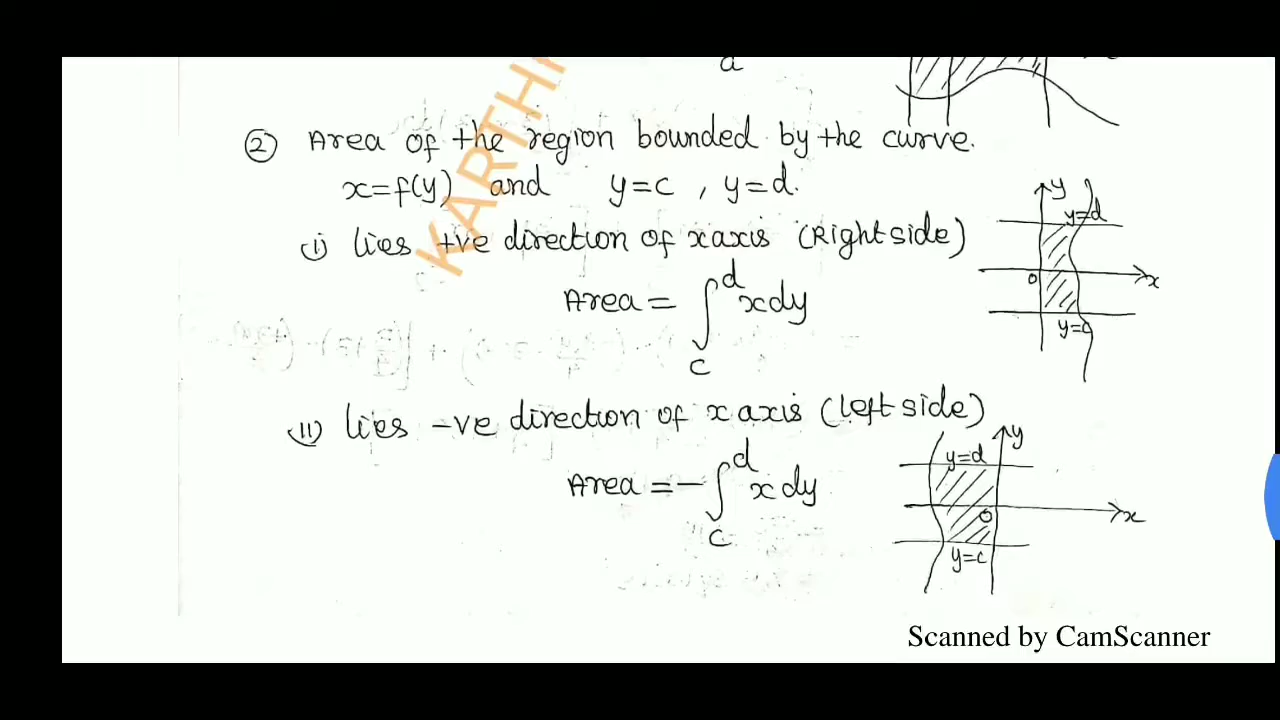 a
② Area of the region bounded by the curve.
x=f(y) and y=c , y=d.
(i) lies +ve direction of x axis (Right side)
Area = ∫_c^d x dy
y
y=d
0
x
y=c
(ii) lies -ve direction of x axis (left side)
Area = - ∫_c^d x dy
y
y=d
0
x
y=c
KARTHI
Scanned by CamScanner